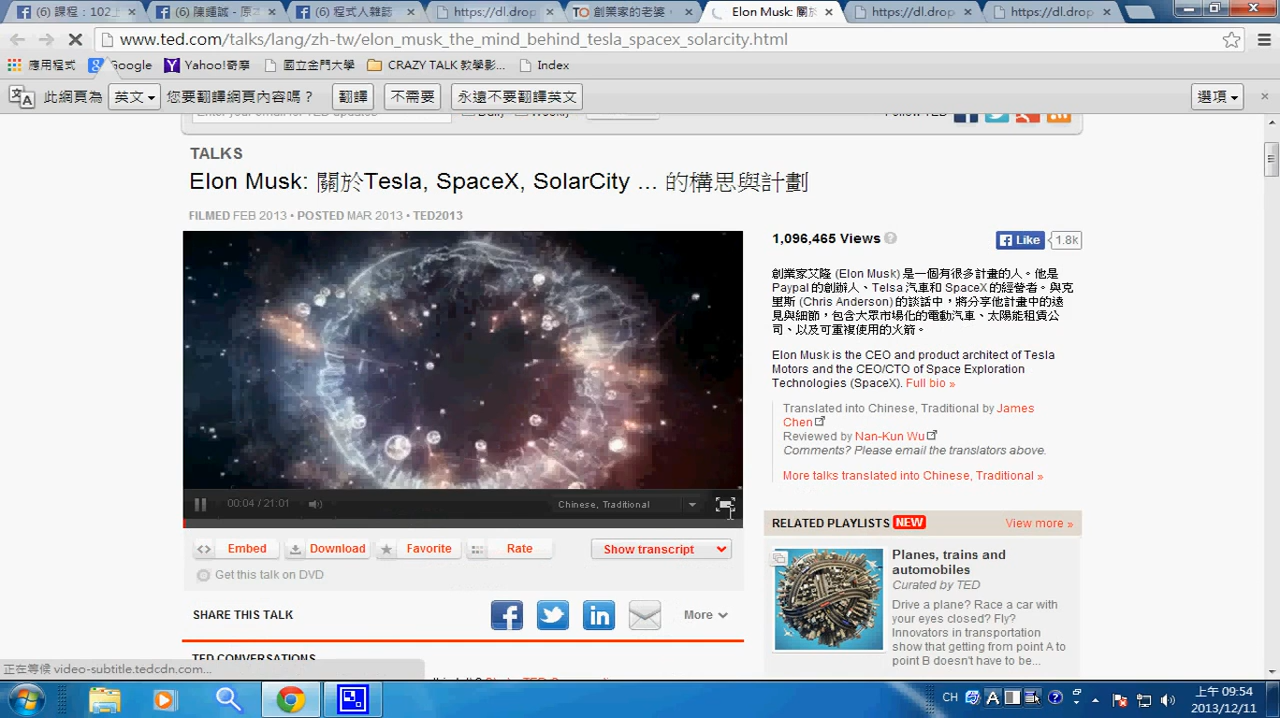 (6) 課程：102上
(6) 陳鍾誠 - 原
(6) 程式人雜誌
https://dl.drop
創業家的老婆，
Elon Musk: 關於
https://dl.drop
https://dl.drop
www.ted.com/talks/lang/zh-tw/elon_musk_the_mind_behind_tesla_spacex_solarcity.html
應用程式 Google Yahoo!奇摩 國立金門大學 CRAZY TALK 教學影... Index
此網頁為 英文 您要翻譯網頁內容嗎？ 翻譯 不需要 永遠不要翻譯英文 選項
Enter your email for TED updates Daily Weekly Follow TED
TALKS
Elon Musk: 關於Tesla, SpaceX, SolarCity ... 的構思與計劃
FILMED FEB 2013 • POSTED MAR 2013 • TED2013
00:04 / 21:01 Chinese, Traditional
Embed Download Favorite Rate Show transcript
Get this talk on DVD
SHARE THIS TALK More
TED CONVERSATIONS
1,096,465 Views Like 1.8k
創業家艾隆 (Elon Musk) 是一個有很多計畫的人。他是
Paypal 的創辦人、Telsa 汽車和 SpaceX 的經營者。與克
里斯 (Chris Anderson) 的談話中，將分享他計畫中的遠
見與細節，包含大眾市場化的電動汽車、太陽能租賃公
司、以及可重複使用的火箭。
Elon Musk is the CEO and product architect of Tesla
Motors and the CEO/CTO of Space Exploration
Technologies (SpaceX). Full bio »
Translated into Chinese, Traditional by James
Chen
Reviewed by Nan-Kun Wu
Comments? Please email the translators above.
More talks translated into Chinese, Traditional »
RELATED PLAYLISTS NEW View more »
Planes, trains and
automobiles
Curated by TED
Drive a plane? Race a car with
your eyes closed? Fly?
Innovators in transportation
show that getting from point A to
point B doesn't have to be...
正在等候 video-subtitle.tedcdn.com...
CH
上午 09:54
2013/12/11